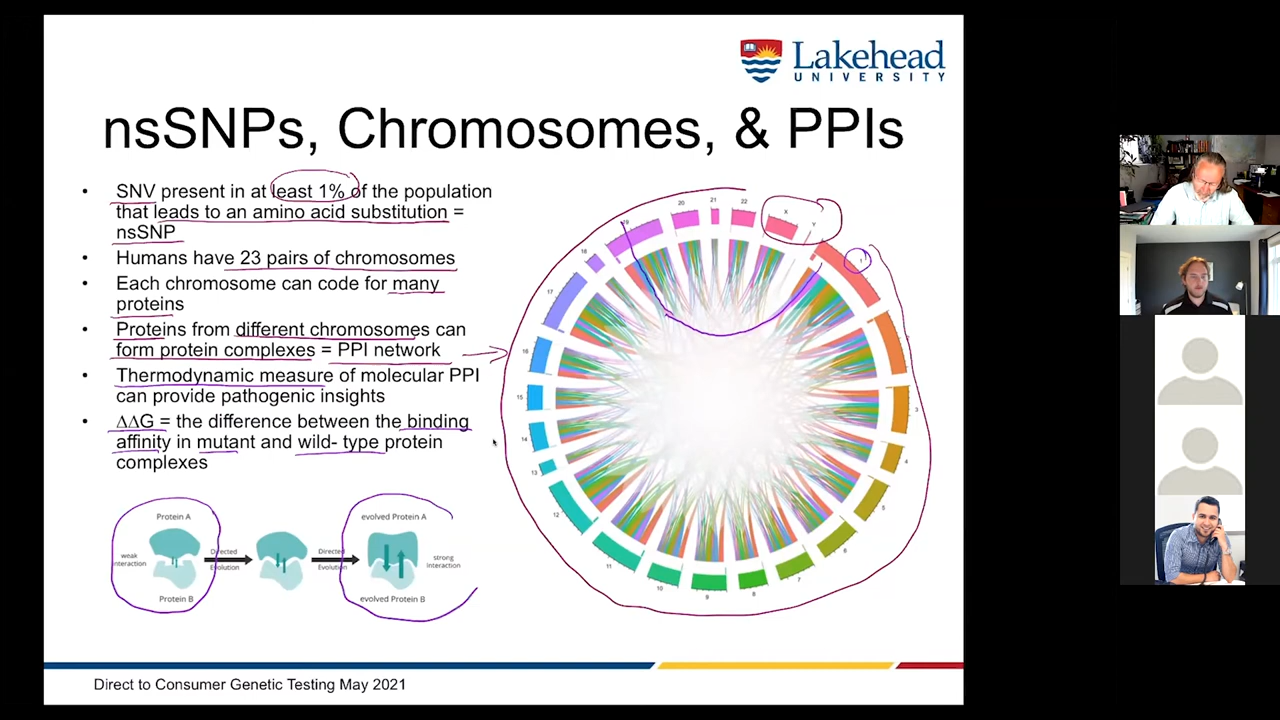 Lakehead
UNIVERSITY
nsSNPs, Chromosomes, & PPIs
• SNV present in at least 1% of the population
that leads to an amino acid substitution =
nsSNP
• Humans have 23 pairs of chromosomes
• Each chromosome can code for many
proteins
• Proteins from different chromosomes can
form protein complexes = PPI network
• Thermodynamic measure of molecular PPI
can provide pathogenic insights
• ∆∆G = the difference between the binding
affinity in mutant and wild- type protein
complexes
Protein A
weak
interaction
Protein B
Directed
Evolution
Directed
Evolution
evolved Protein A
strong
interaction
evolved Protein B
19
20
21
22
X
Y
1
3
4
5
6
7
8
9
10
11
12
13
14
15
16
17
18
Direct to Consumer Genetic Testing May 2021